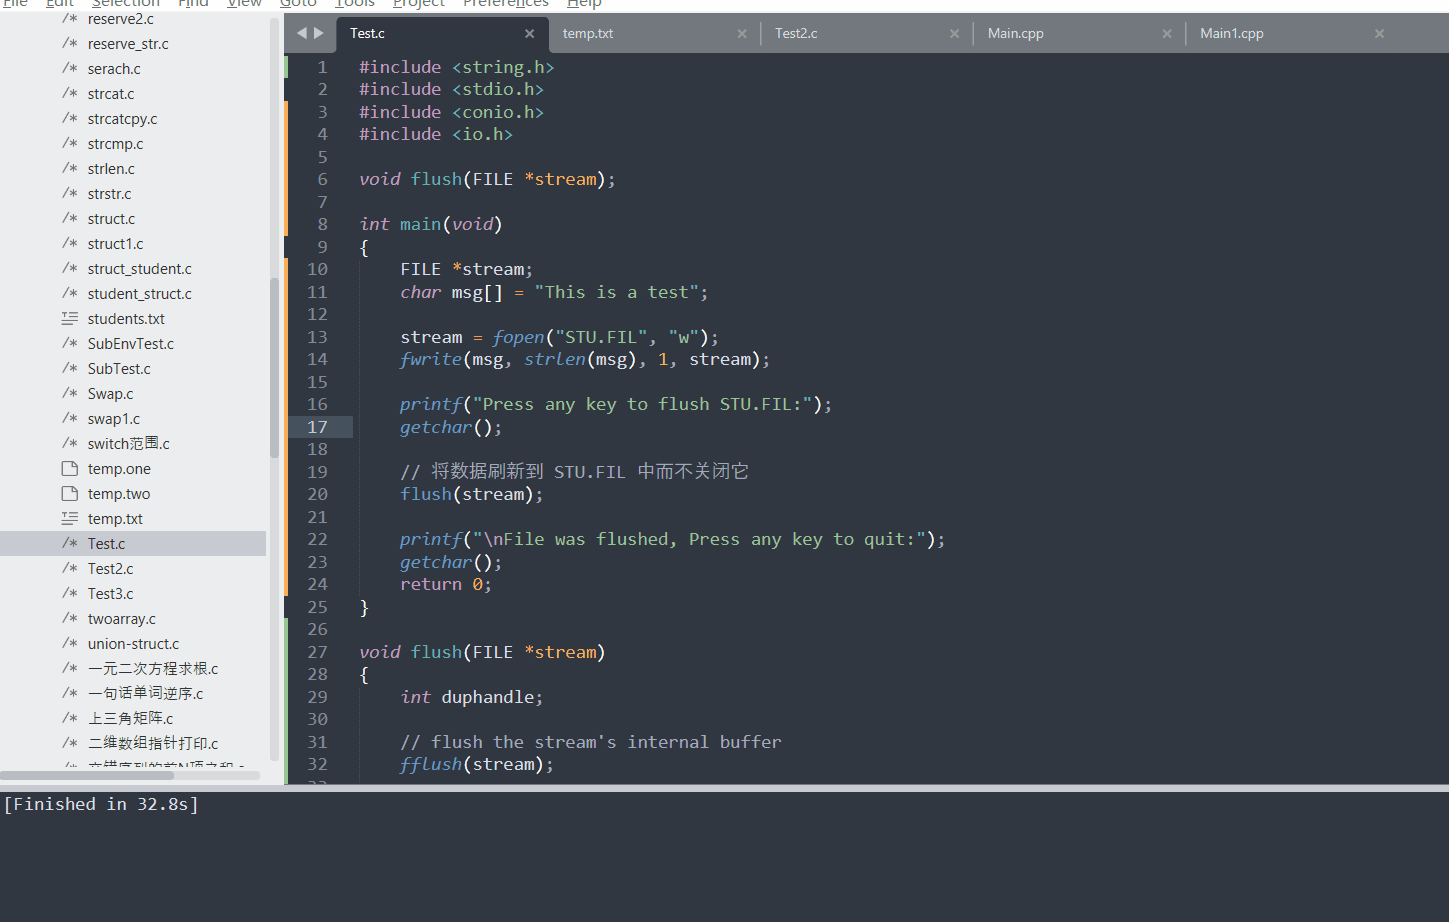 File Edit Selection Find View Goto Tools Project Preferences Help
reserve2.c
reserve_str.c
serach.c
strcat.c
strcatcpy.c
strcmp.c
strlen.c
strstr.c
struct.c
struct1.c
struct_student.c
student_struct.c
students.txt
SubEnvTest.c
SubTest.c
Swap.c
swap1.c
switch范围.c
temp.one
temp.two
temp.txt
Test.c
Test2.c
Test3.c
twoarray.c
union-struct.c
一元二次方程求根.c
一句话单词逆序.c
上三角矩阵.c
二维数组指针打印.c
Test.c temp.txt Test2.c Main.cpp Main1.cpp
1 #include <string.h>
2 #include <stdio.h>
3 #include <conio.h>
4 #include <io.h>
5
6 void flush(FILE *stream);
7
8 int main(void)
9 {
10 FILE *stream;
11 char msg[] = "This is a test";
12
13 stream = fopen("STU.FIL", "w");
14 fwrite(msg, strlen(msg), 1, stream);
15
16 printf("Press any key to flush STU.FIL:");
17 getchar();
18
19 // 将数据刷新到 STU.FIL 中而不关闭它
20 flush(stream);
21
22 printf("\nFile was flushed, Press any key to quit:");
23 getchar();
24 return 0;
25 }
26
27 void flush(FILE *stream)
28 {
29 int duphandle;
30
31 // flush the stream's internal buffer
32 fflush(stream);
[Finished in 32.8s]